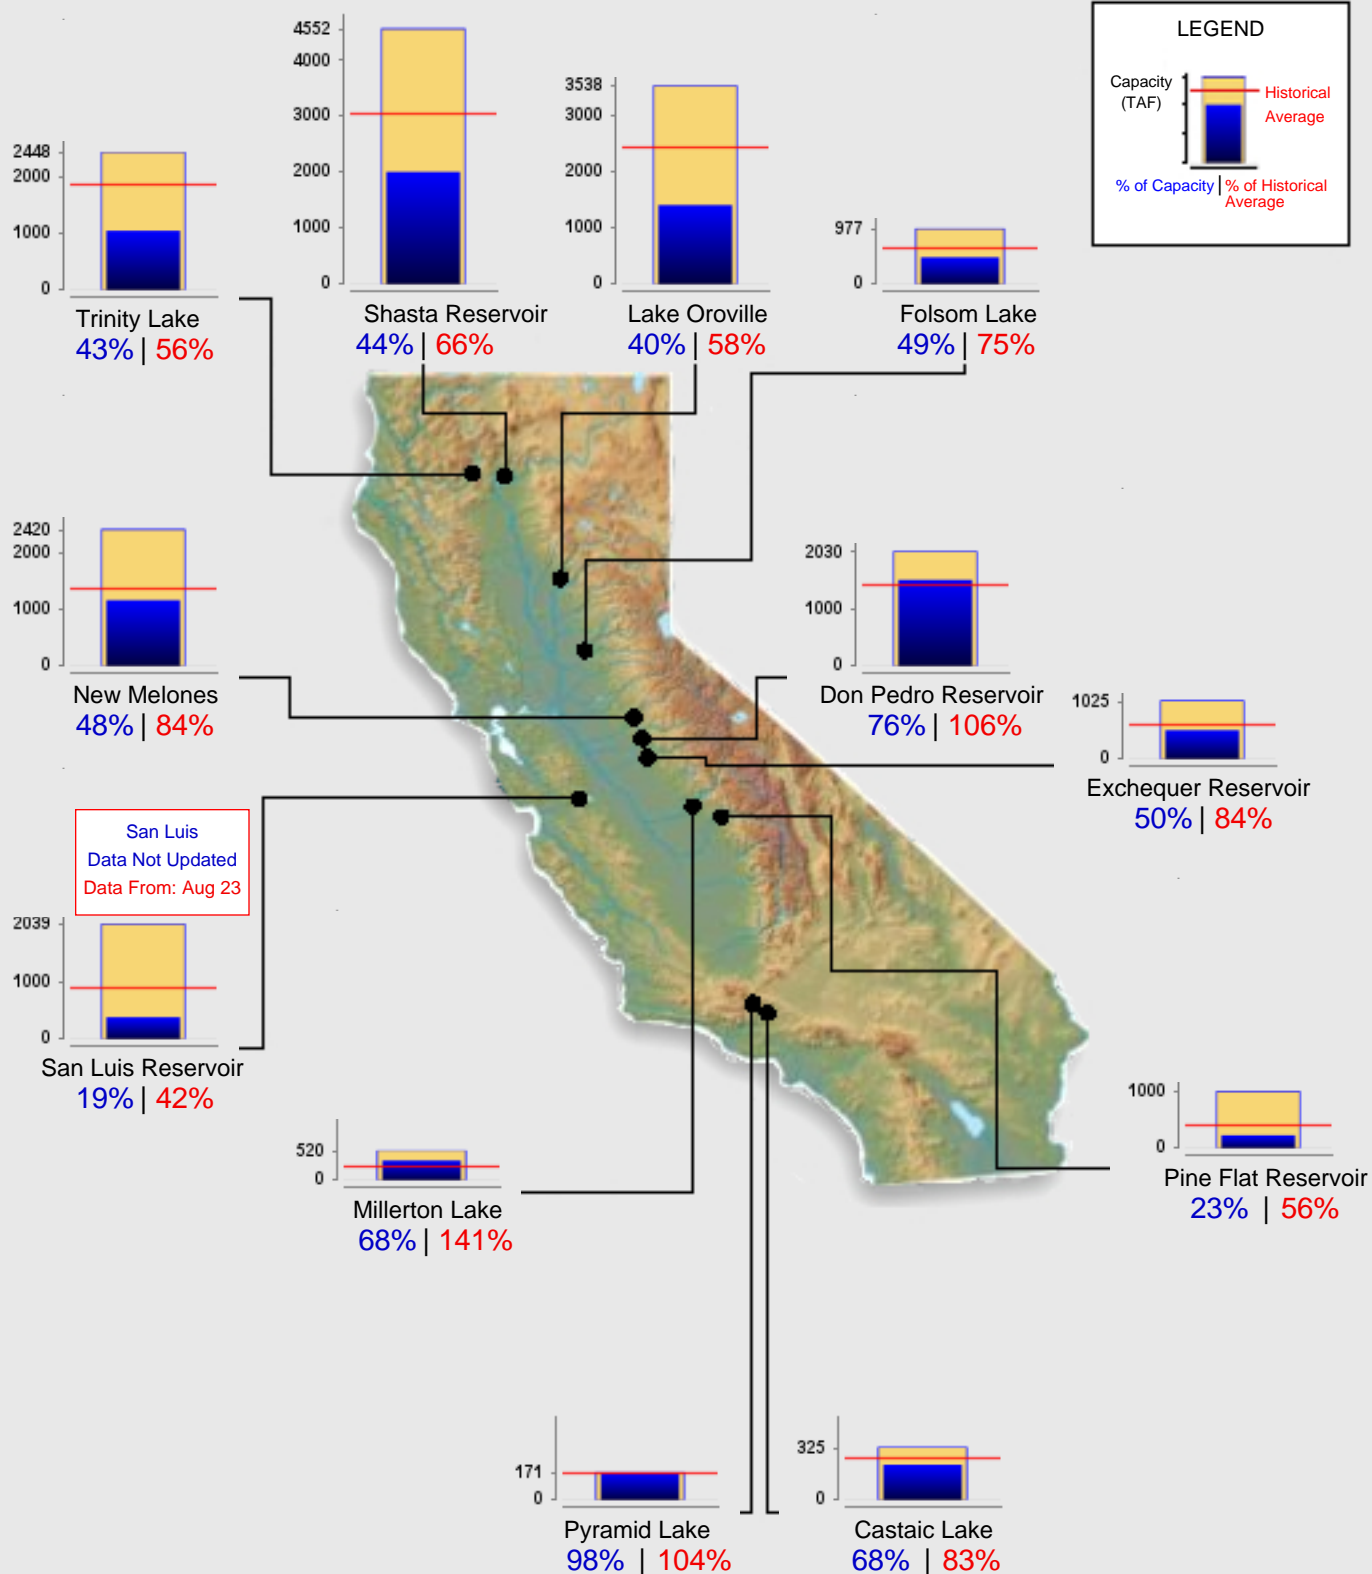 LEGEND
Capacity
(TAF)
Historical
Average
% of Capacity | % of Historical
Average
2448
2000
1000
0
Trinity Lake
43% | 56%
4552
4000
3000
2000
1000
0
Shasta Reservoir
44% | 66%
3538
3000
2000
1000
0
Lake Oroville
40% | 58%
977
0
Folsom Lake
49% | 75%
2420
2000
1000
0
New Melones
48% | 84%
2030
1000
0
Don Pedro Reservoir
76% | 106%
1025
0
Exchequer Reservoir
50% | 84%
San Luis
Data Not Updated
Data From: Aug 23
2039
1000
0
San Luis Reservoir
19% | 42%
520
0
Millerton Lake
68% | 141%
1000
0
Pine Flat Reservoir
23% | 56%
171
0
Pyramid Lake
98% | 104%
325
0
Castaic Lake
68% | 83%